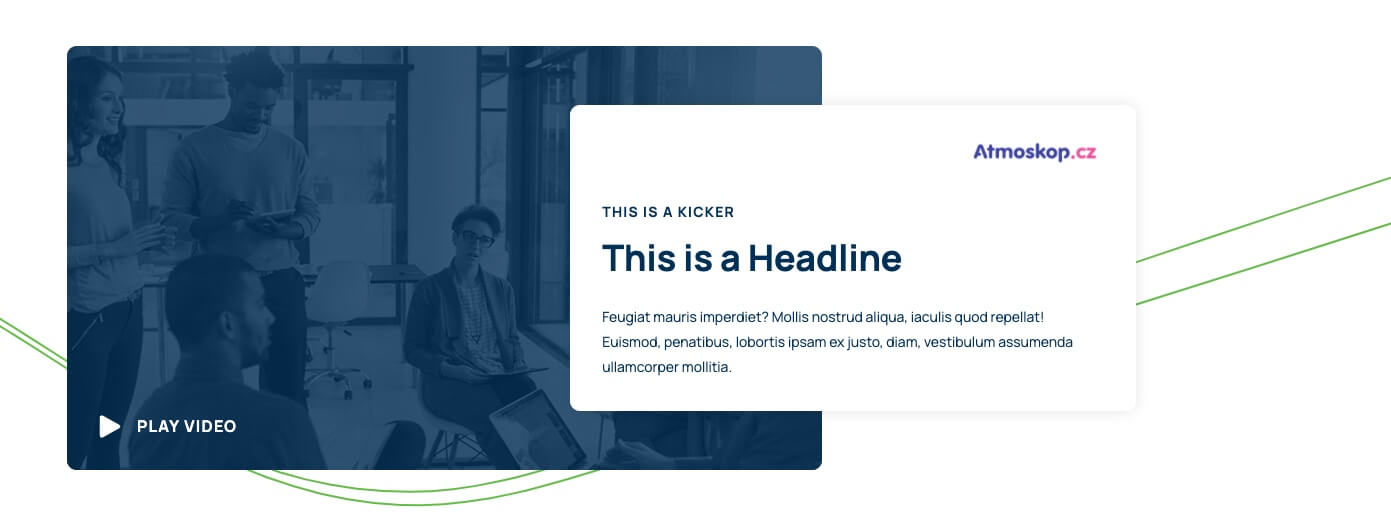 Atmoskop.cz
THIS IS A KICKER
This is a Headline
Feugiat mauris imperdiet? Mollis nostrud aliqua, iaculis quod repellat!
Euismod, penatibus, lobortis ipsam ex justo, diam, vestibulum assumenda
ullamcorper mollitia.
PLAY VIDEO